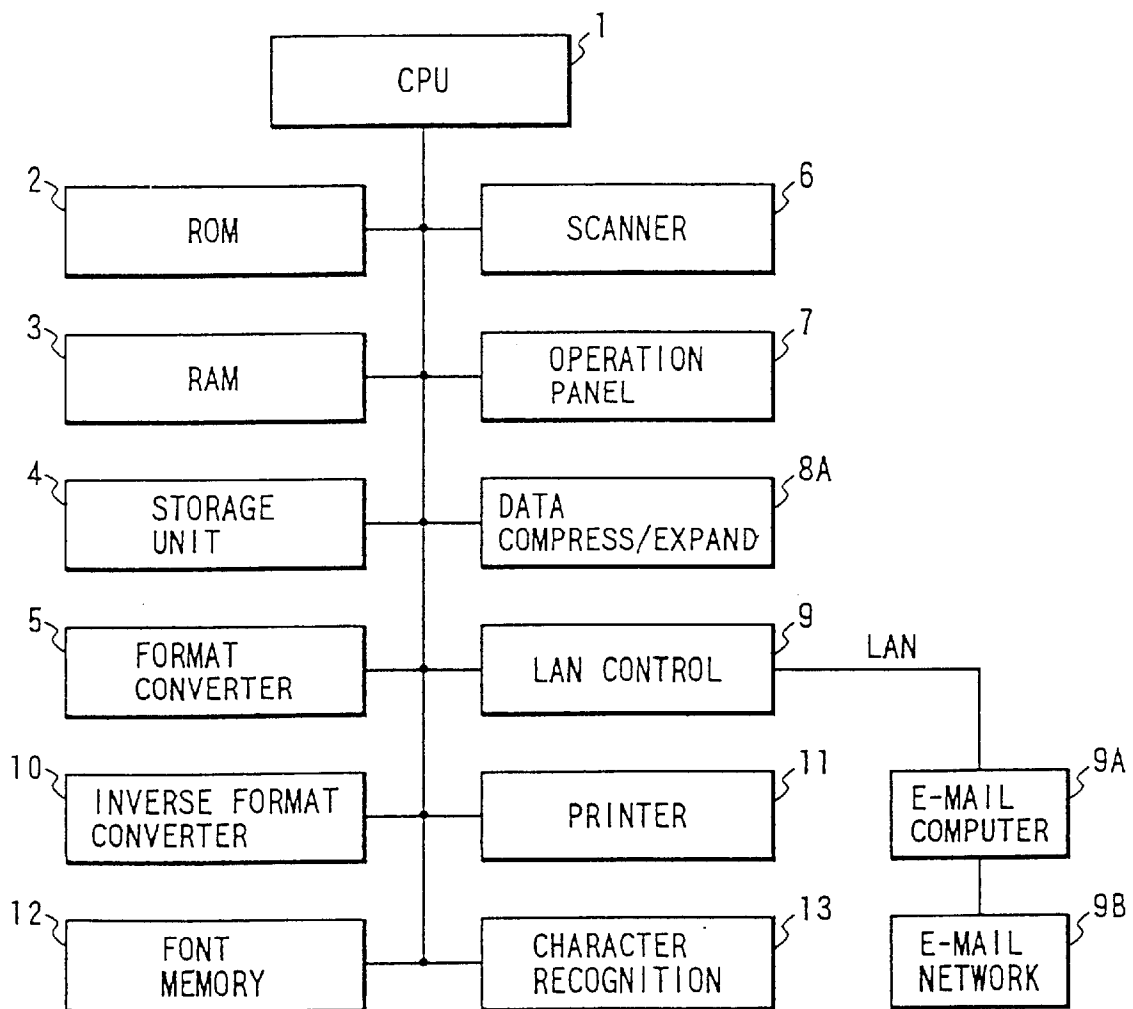 1
CPU
2
ROM
6
SCANNER
3
RAM
7
OPERATION
PANEL
4
STORAGE
UNIT
8A
DATA
COMPRESS/EXPAND
5
FORMAT
CONVERTER
9
LAN CONTROL
LAN
10
INVERSE FORMAT
CONVERTER
11
PRINTER
9A
E-MAIL
COMPUTER
12
FONT
MEMORY
13
CHARACTER
RECOGNITION
9B
E-MAIL
NETWORK